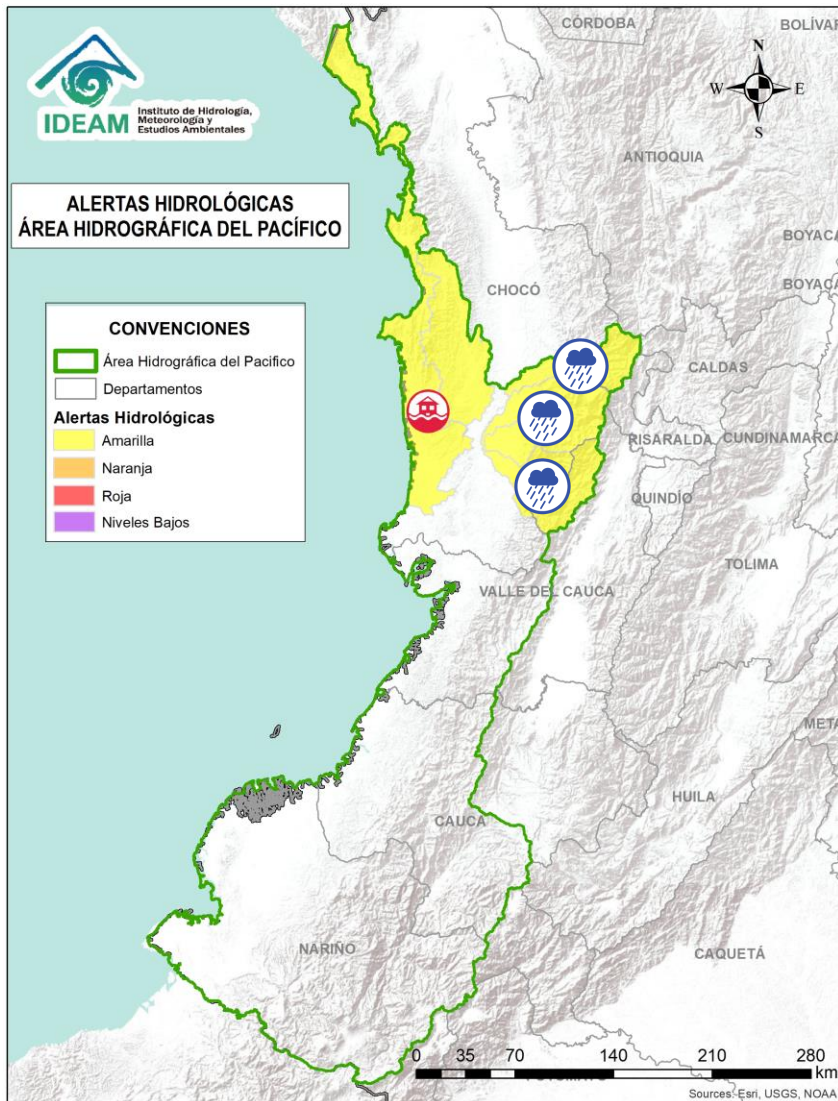 IDEAM
Instituto de Hidrología,
Meteorología y
Estudios Ambientales
ALERTAS HIDROLÓGICAS
ÁREA HIDROGRÁFICA DEL PACÍFICO
CONVENCIONES
Área Hidrográfica del Pacifico
Departamentos
Alertas Hidrológicas
Amarilla
Naranja
Roja
Niveles Bajos
N
W
E
S
CÓRDOBA
BOLÍVAR
ANTIOQUIA
BOYACÁ
BOYACÁ
CHOCÓ
CALDAS
RISARALDA
CUNDINAMARCA
QUINDÍO
TOLIMA
VALLE DEL CAUCA
META
HUILA
CAUCA
NARIÑO
CAQUETÁ
0 35 70 140 210 280
km
Sources: Esri, USGS, NOAA